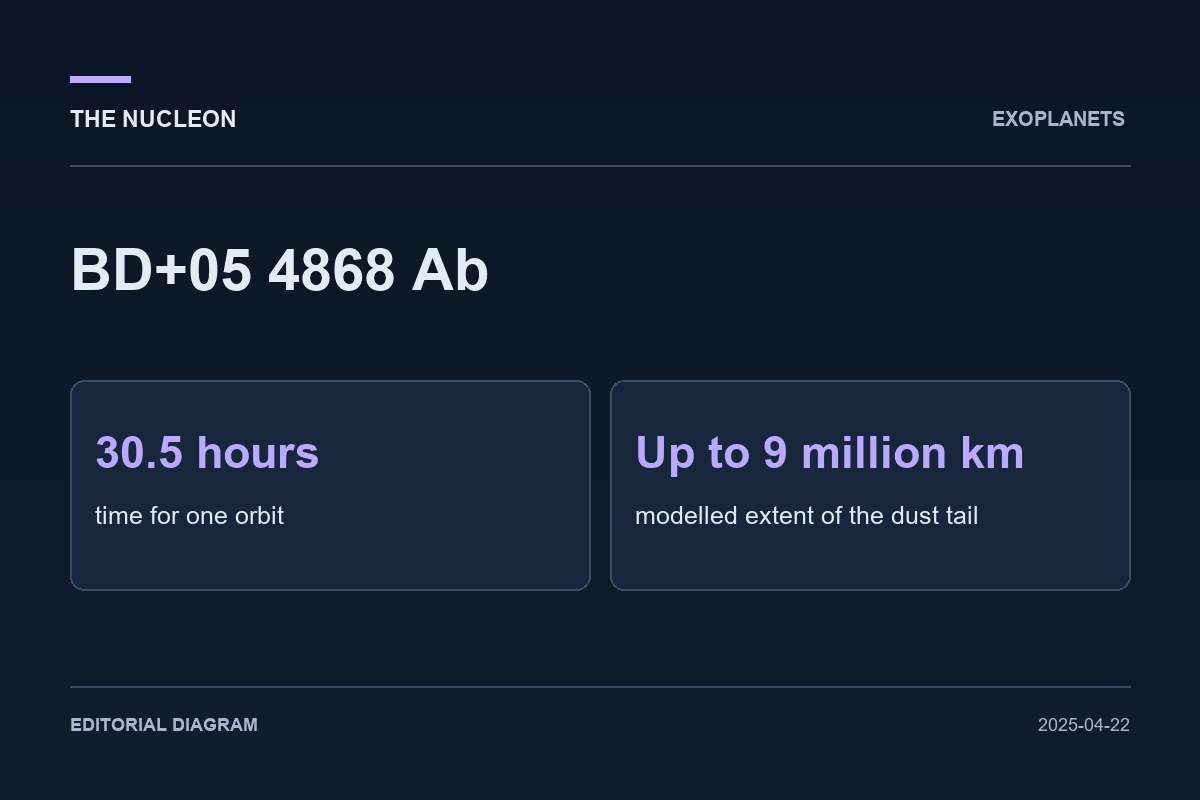 THE NUCLEON
EXOPLANETS
BD+05 4868 Ab
30.5 hours
time for one orbit
Up to 9 million km
modelled extent of the dust tail
EDITORIAL DIAGRAM
2025-04-22